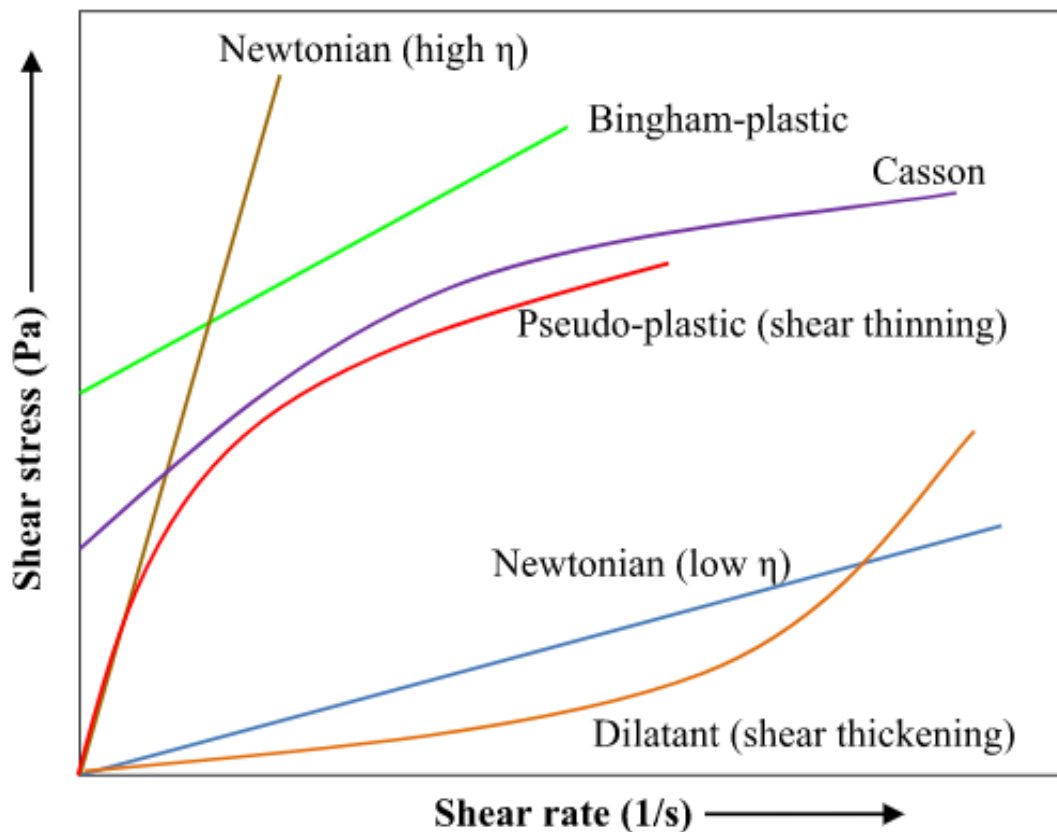 Newtonian (high η)
Bingham-plastic
Casson
Pseudo-plastic (shear thinning)
Newtonian (low η)
Dilatant (shear thickening)
Shear stress (Pa)
Shear rate (1/s)